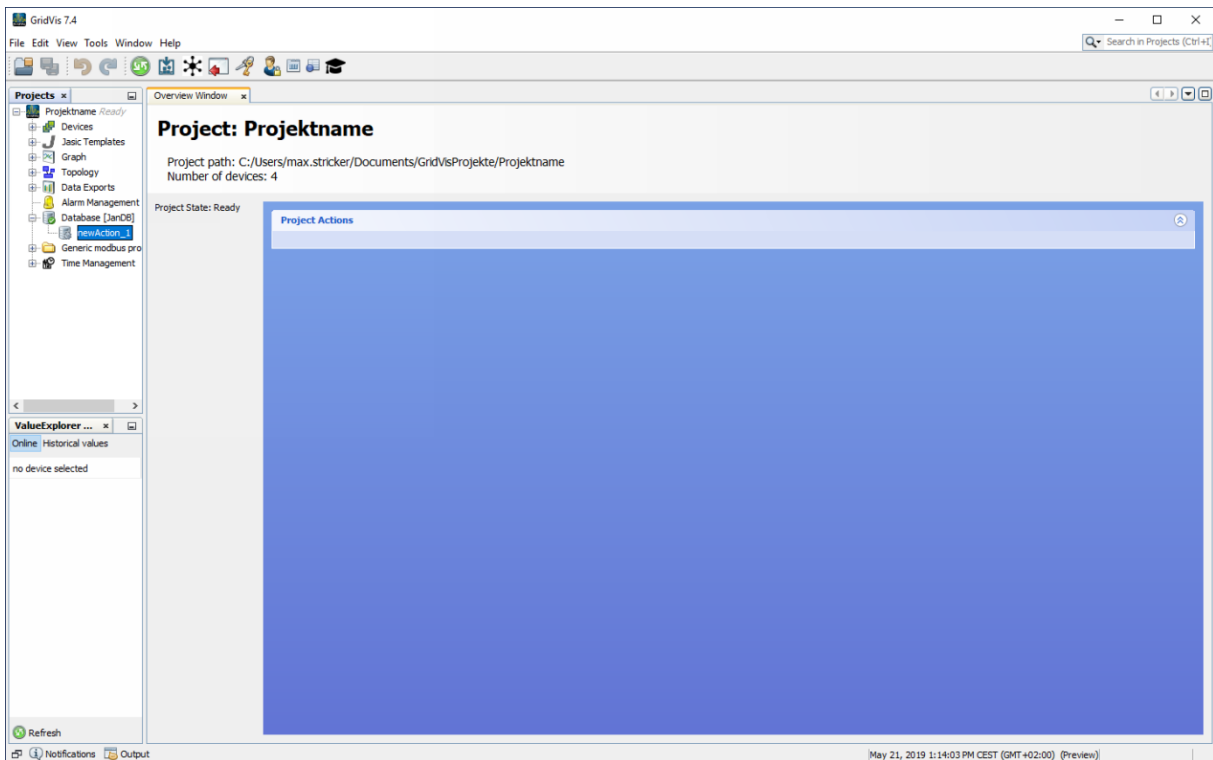 GridVis 7.4
File Edit View Tools Window Help
Search in Projects (Ctrl+I
Projects
Overview Window
Projektname Ready
Devices
Jasic Templates
Graph
Topology
Data Exports
Alarm Management
Database [JanDB]
newAction_1
Generic modbus pro
Time Management
Project: Projektname
Project path: C:/Users/max.stricker/Documents/GridVisProjekte/Projektname
Number of devices: 4
Project State: Ready
Project Actions
ValueExplorer ...
Online Historical values
no device selected
Refresh
Notifications Output
May 21, 2019 1:14:03 PM CEST (GMT+02:00) (Preview)